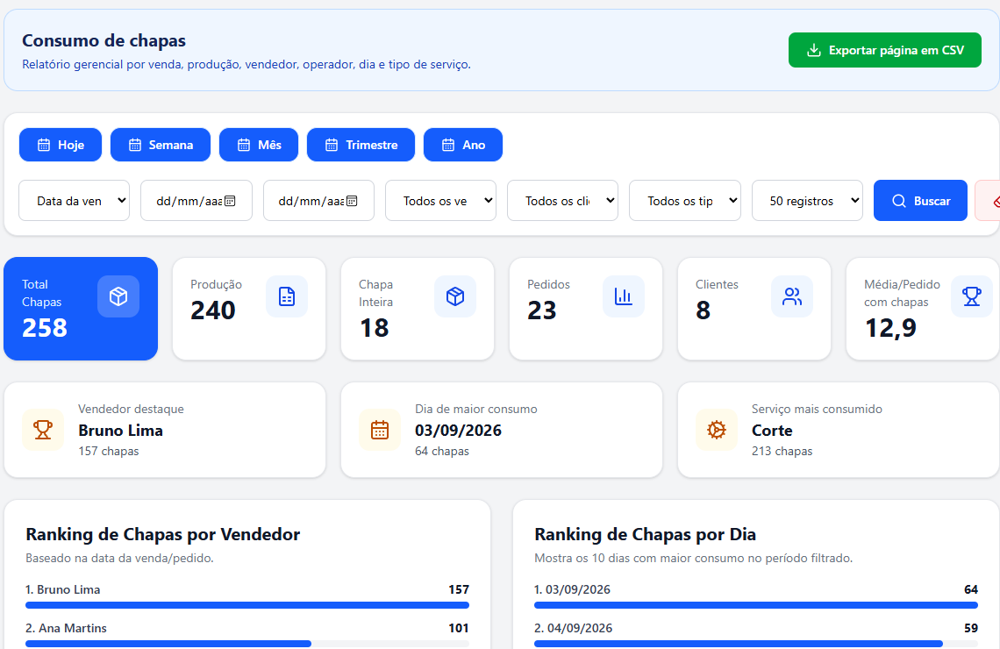 Consumo de chapas
Relatório gerencial por venda, produção, vendedor, operador, dia e tipo de serviço.
Exportar página em CSV
Hoje
Semana
Mês
Trimestre
Ano
Data da ven
dd/mm/aaa
dd/mm/aaa
Todos os ve
Todos os cli
Todos os tip
50 registros
Buscar
Total
Chapas
258
Produção
240
Chapa
Inteira
18
Pedidos
23
Clientes
8
Média/Pedido
com chapas
12,9
Vendedor destaque
Bruno Lima
157 chapas
Dia de maior consumo
03/09/2026
64 chapas
Serviço mais consumido
Corte
213 chapas
Ranking de Chapas por Vendedor
Baseado na data da venda/pedido.
1. Bruno Lima 157
2. Ana Martins 101
Ranking de Chapas por Dia
Mostra os 10 dias com maior consumo no período filtrado.
1. 03/09/2026 64
2. 04/09/2026 59